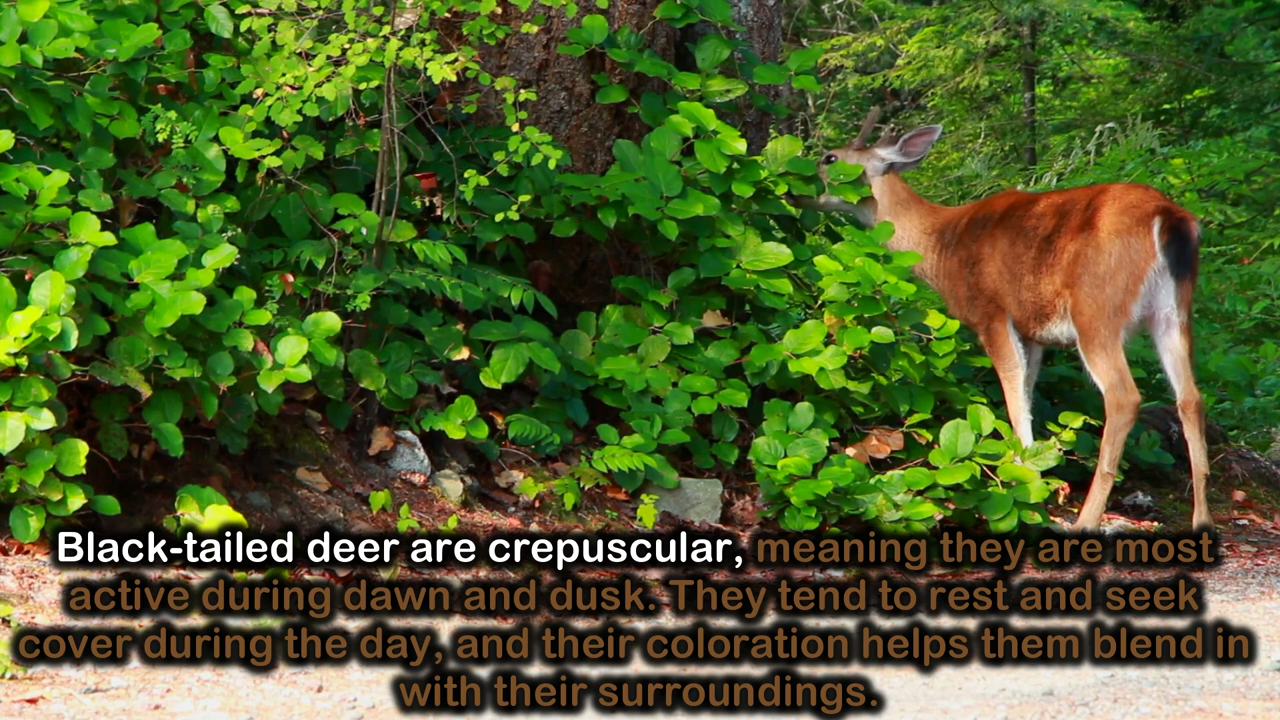 Black-tailed deer are crepuscular, meaning they are most
active during dawn and dusk. They tend to rest and seek
cover during the day, and their coloration helps them blend in
with their surroundings.